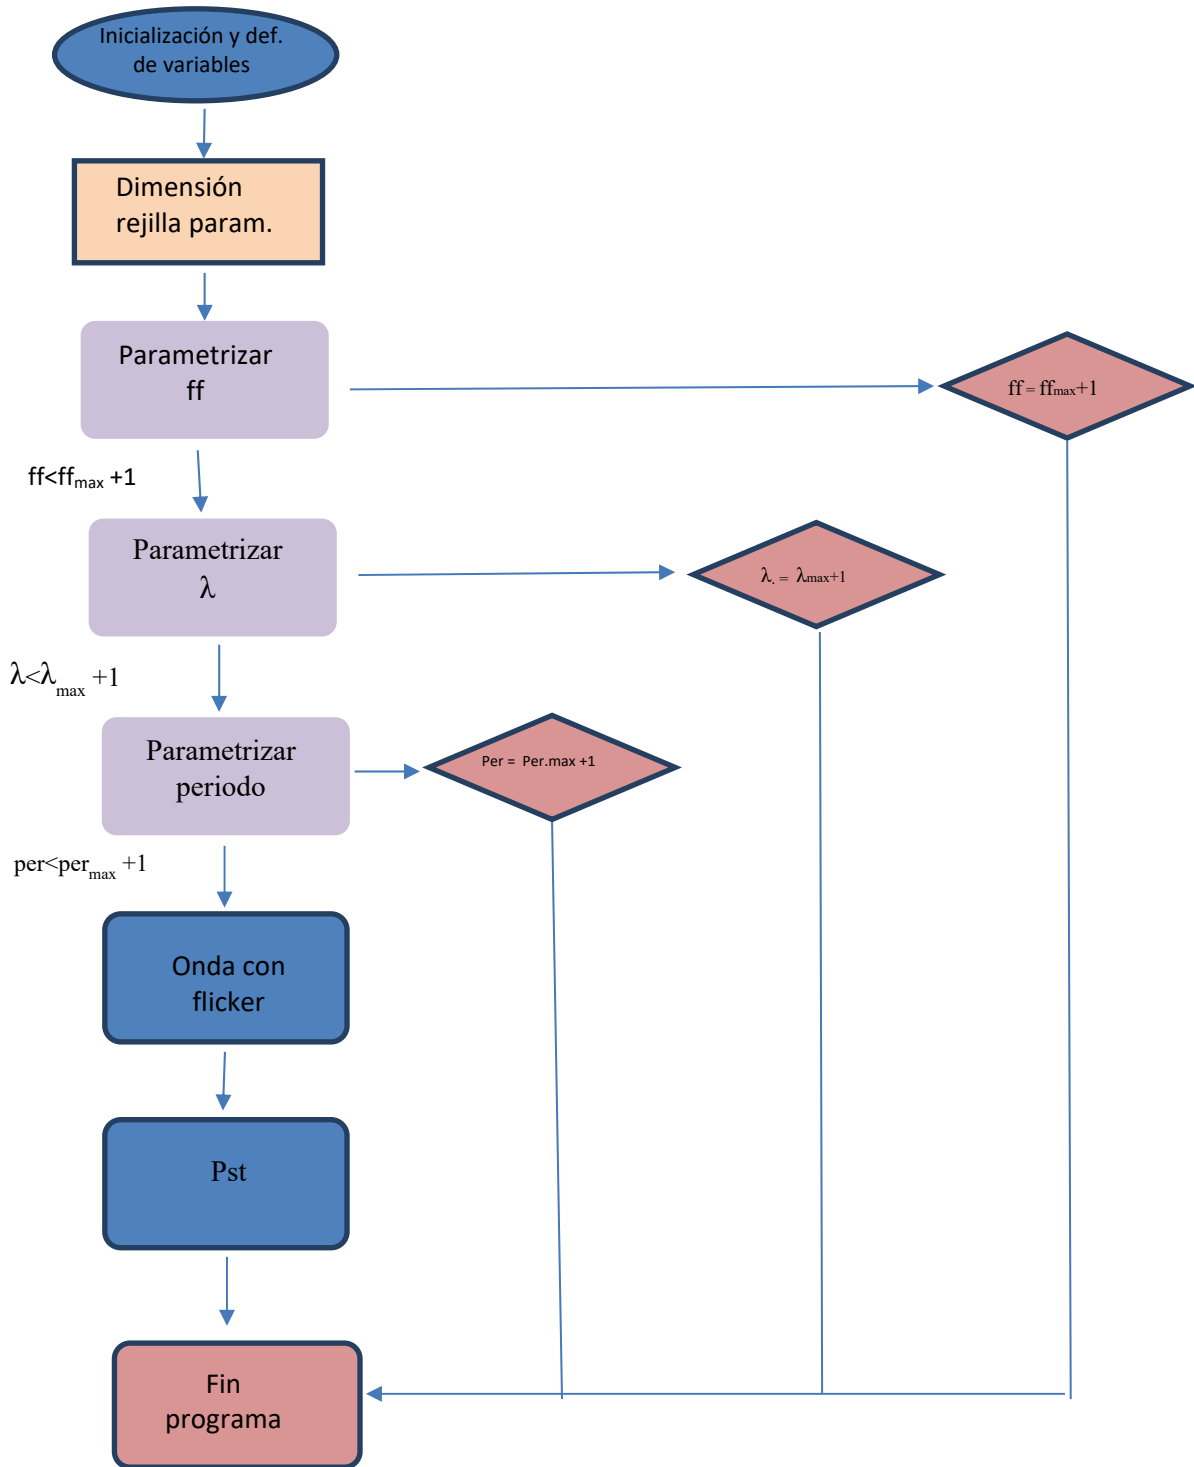 Inicialización y def.
de variables
Dimensión
rejilla param.
Parametrizar
ff
ff = ffmax+1
ff<ffmax +1
Parametrizar
λ
λ. = λmax+1
λ<λmax +1
Parametrizar
periodo
Per = Per.max +1
per<permax +1
Onda con
flicker
Pst
Fin
programa